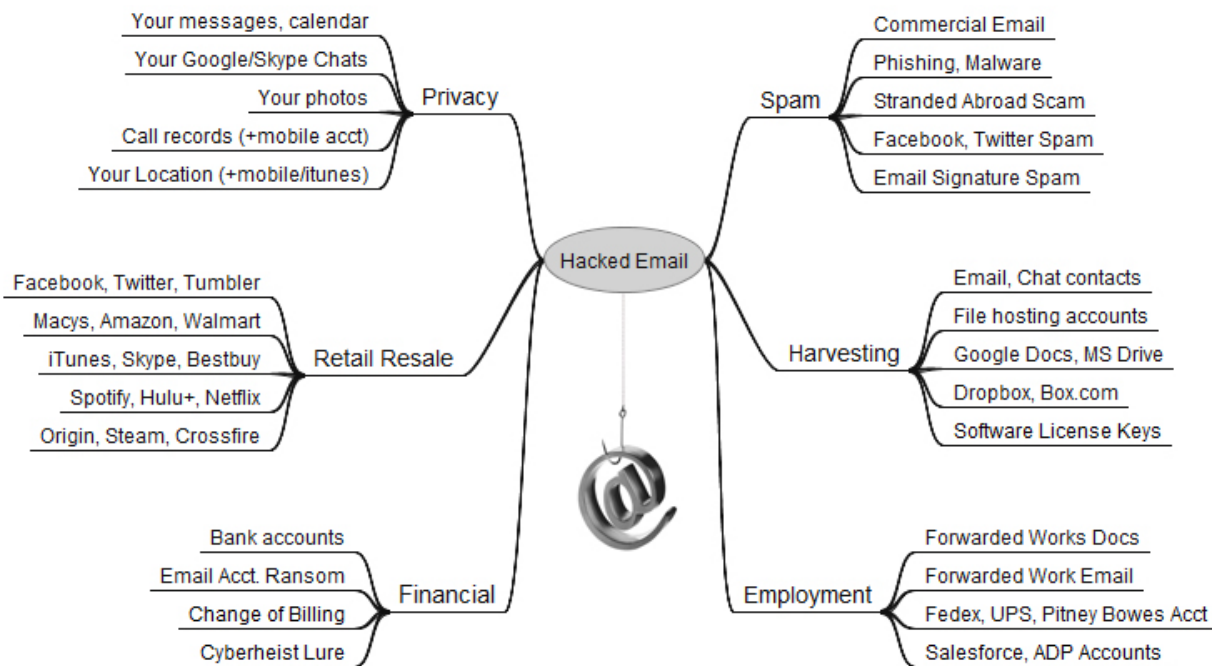 Your messages, calendar
Your Google/Skype Chats
Your photos
Call records (+mobile acct)
Your Location (+mobile/itunes)
Privacy
Facebook, Twitter, Tumbler
Macys, Amazon, Walmart
iTunes, Skype, Bestbuy
Spotify, Hulu+, Netflix
Origin, Steam, Crossfire
Retail Resale
Bank accounts
Email Acct. Ransom
Change of Billing
Cyberheist Lure
Financial
Hacked Email
@
Spam
Commercial Email
Phishing, Malware
Stranded Abroad Scam
Facebook, Twitter Spam
Email Signature Spam
Harvesting
Email, Chat contacts
File hosting accounts
Google Docs, MS Drive
Dropbox, Box.com
Software License Keys
Employment
Forwarded Works Docs
Forwarded Work Email
Fedex, UPS, Pitney Bowes Acct
Salesforce, ADP Accounts